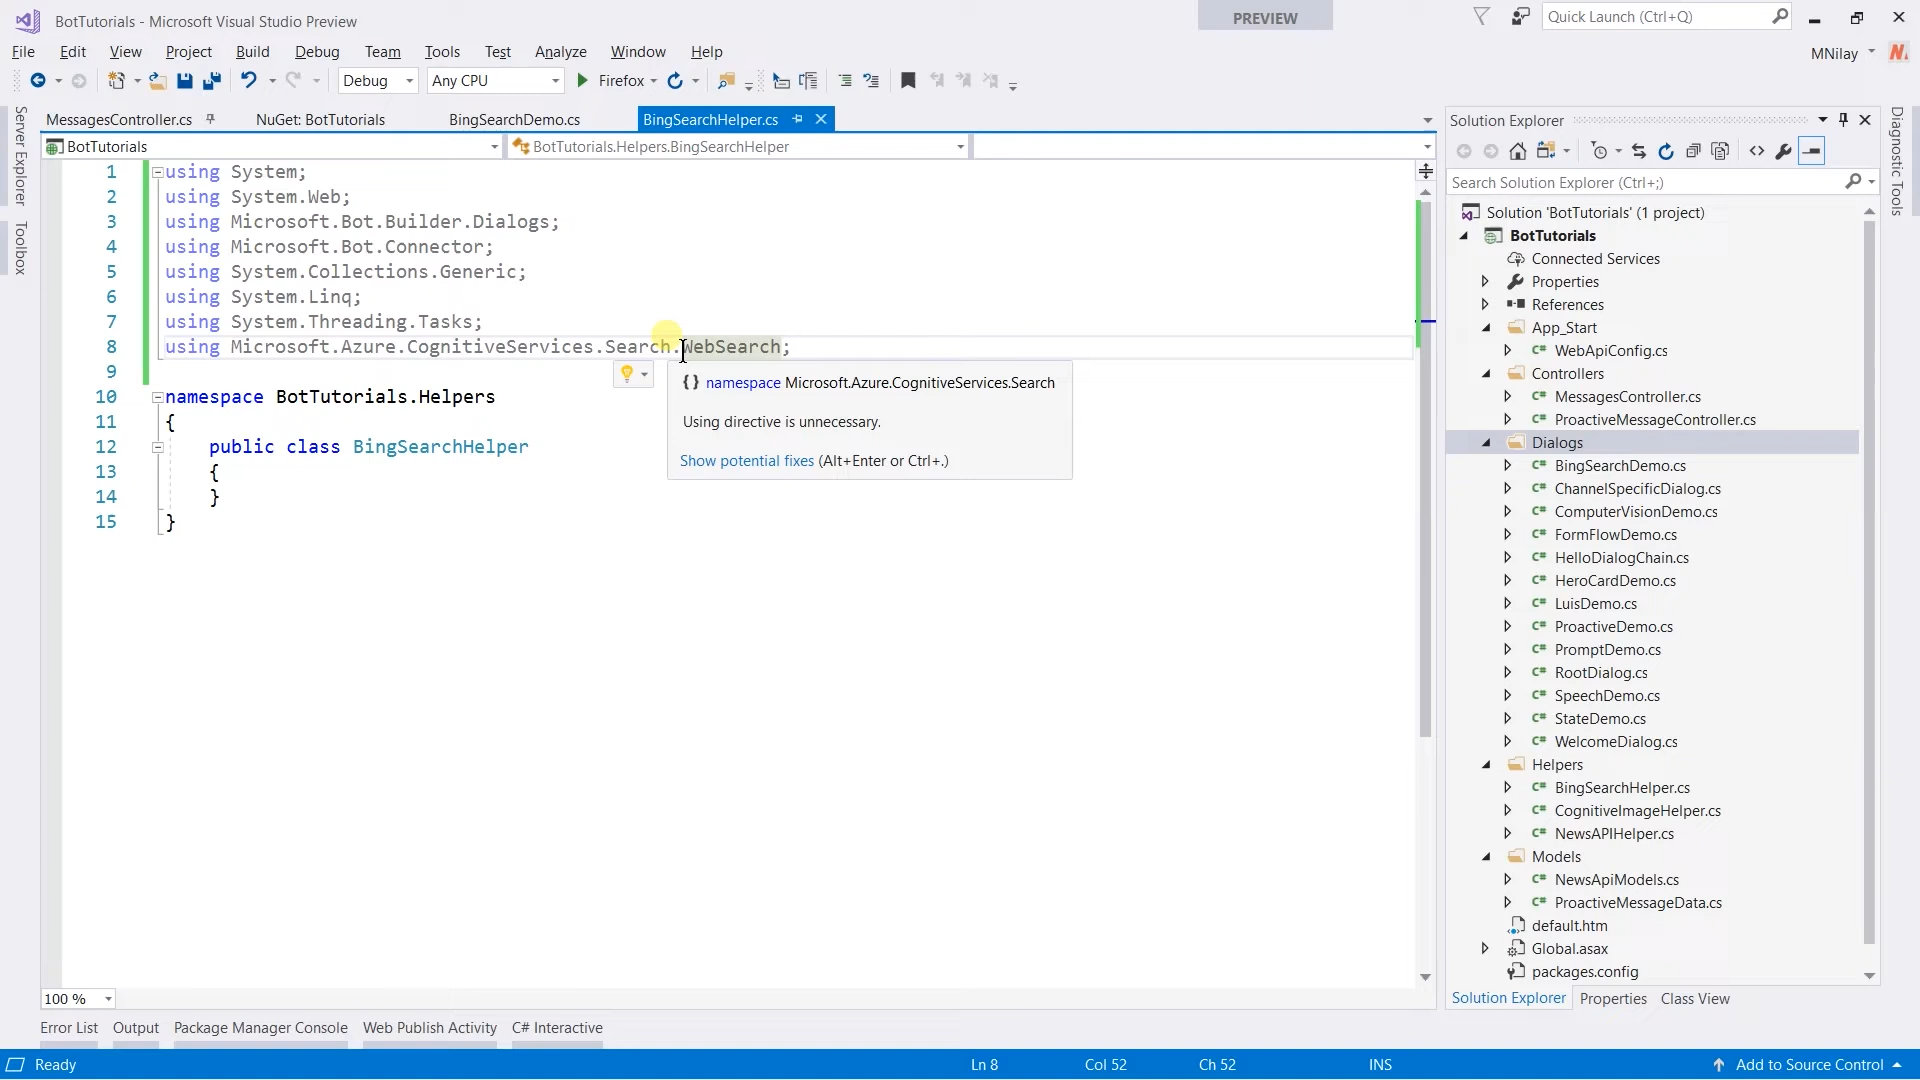 BotTutorials - Microsoft Visual Studio Preview
PREVIEW
Quick Launch (Ctrl+Q)
File Edit View Project Build Debug Team Tools Test Analyze Window Help
MNilay
Debug Any CPU Firefox
Server Explorer
Toolbox
MessagesController.cs NuGet: BotTutorials BingSearchDemo.cs BingSearchHelper.cs
BotTutorials BotTutorials.Helpers.BingSearchHelper
1 using System;
2 using System.Web;
3 using Microsoft.Bot.Builder.Dialogs;
4 using Microsoft.Bot.Connector;
5 using System.Collections.Generic;
6 using System.Linq;
7 using System.Threading.Tasks;
8 using Microsoft.Azure.CognitiveServices.Search.WebSearch;
9
10 namespace BotTutorials.Helpers
11 {
12 public class BingSearchHelper
13 {
14 }
15 }
{} namespace Microsoft.Azure.CognitiveServices.Search
Using directive is unnecessary.
Show potential fixes (Alt+Enter or Ctrl+.)
100 %
Solution Explorer
Search Solution Explorer (Ctrl+;)
Solution 'BotTutorials' (1 project)
BotTutorials
Connected Services
Properties
References
App_Start
C# WebApiConfig.cs
Controllers
C# MessagesController.cs
C# ProactiveMessageController.cs
Dialogs
C# BingSearchDemo.cs
C# ChannelSpecificDialog.cs
C# ComputerVisionDemo.cs
C# FormFlowDemo.cs
C# HelloDialogChain.cs
C# HeroCardDemo.cs
C# LuisDemo.cs
C# ProactiveDemo.cs
C# PromptDemo.cs
C# RootDialog.cs
C# SpeechDemo.cs
C# StateDemo.cs
C# WelcomeDialog.cs
Helpers
C# BingSearchHelper.cs
C# CognitiveImageHelper.cs
C# NewsAPIHelper.cs
Models
C# NewsApiModels.cs
C# ProactiveMessageData.cs
default.htm
Global.asax
packages.config
Solution Explorer Properties Class View
Diagnostic Tools
Error List Output Package Manager Console Web Publish Activity C# Interactive
Ready Ln 8 Col 52 Ch 52 INS Add to Source Control